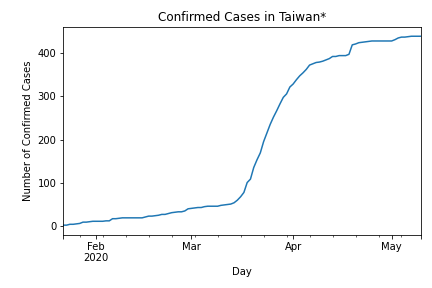 Confirmed Cases in Taiwan*
Number of Confirmed Cases
400
300
200
100
0
Feb Mar Apr May
2020
Day